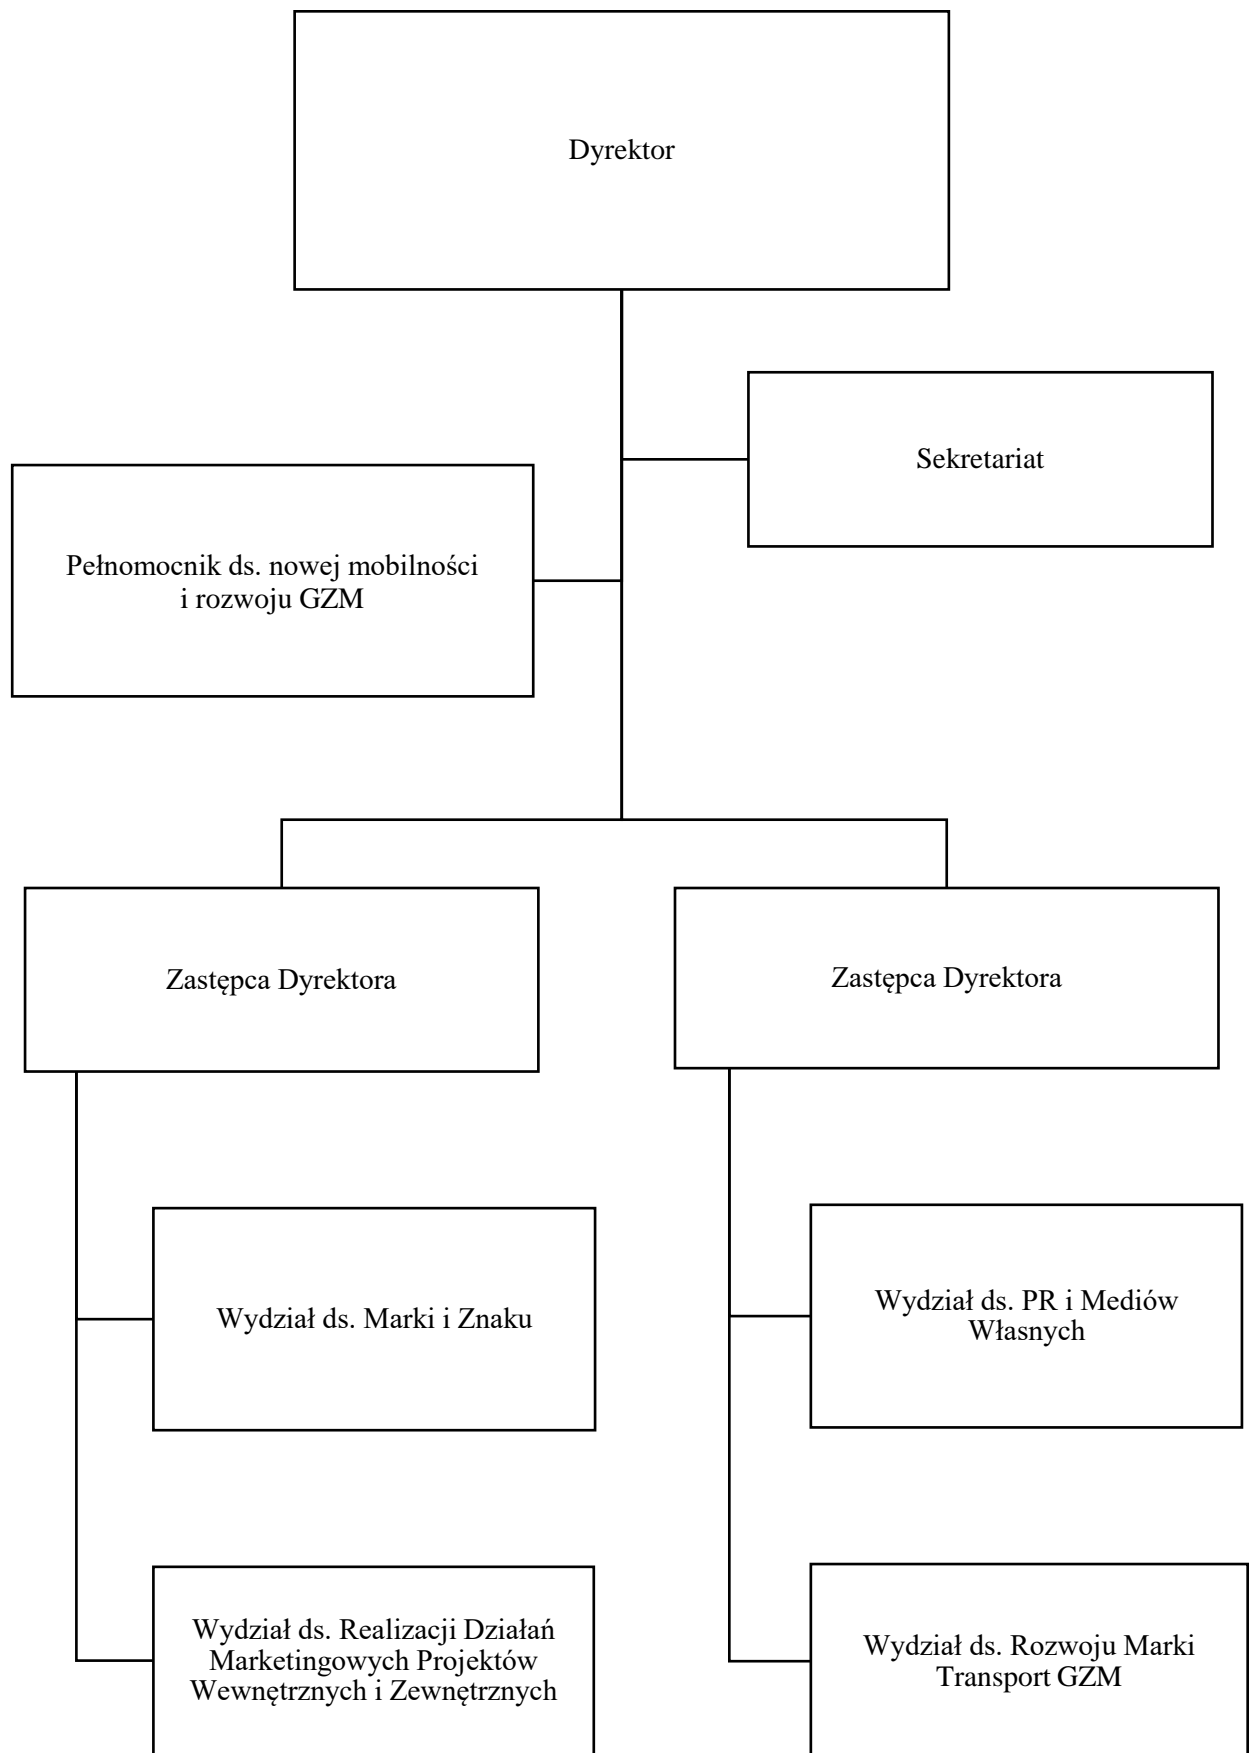 Dyrektor
Sekretariat
Pełnomocnik ds. nowej mobilności
i rozwoju GZM
Zastępca Dyrektora
Zastępca Dyrektora
Wydział ds. Marki i Znaku
Wydział ds. PR i Mediów
Własnych
Wydział ds. Realizacji Działań
Marketingowych Projektów
Wewnętrznych i Zewnętrznych
Wydział ds. Rozwoju Marki
Transport GZM